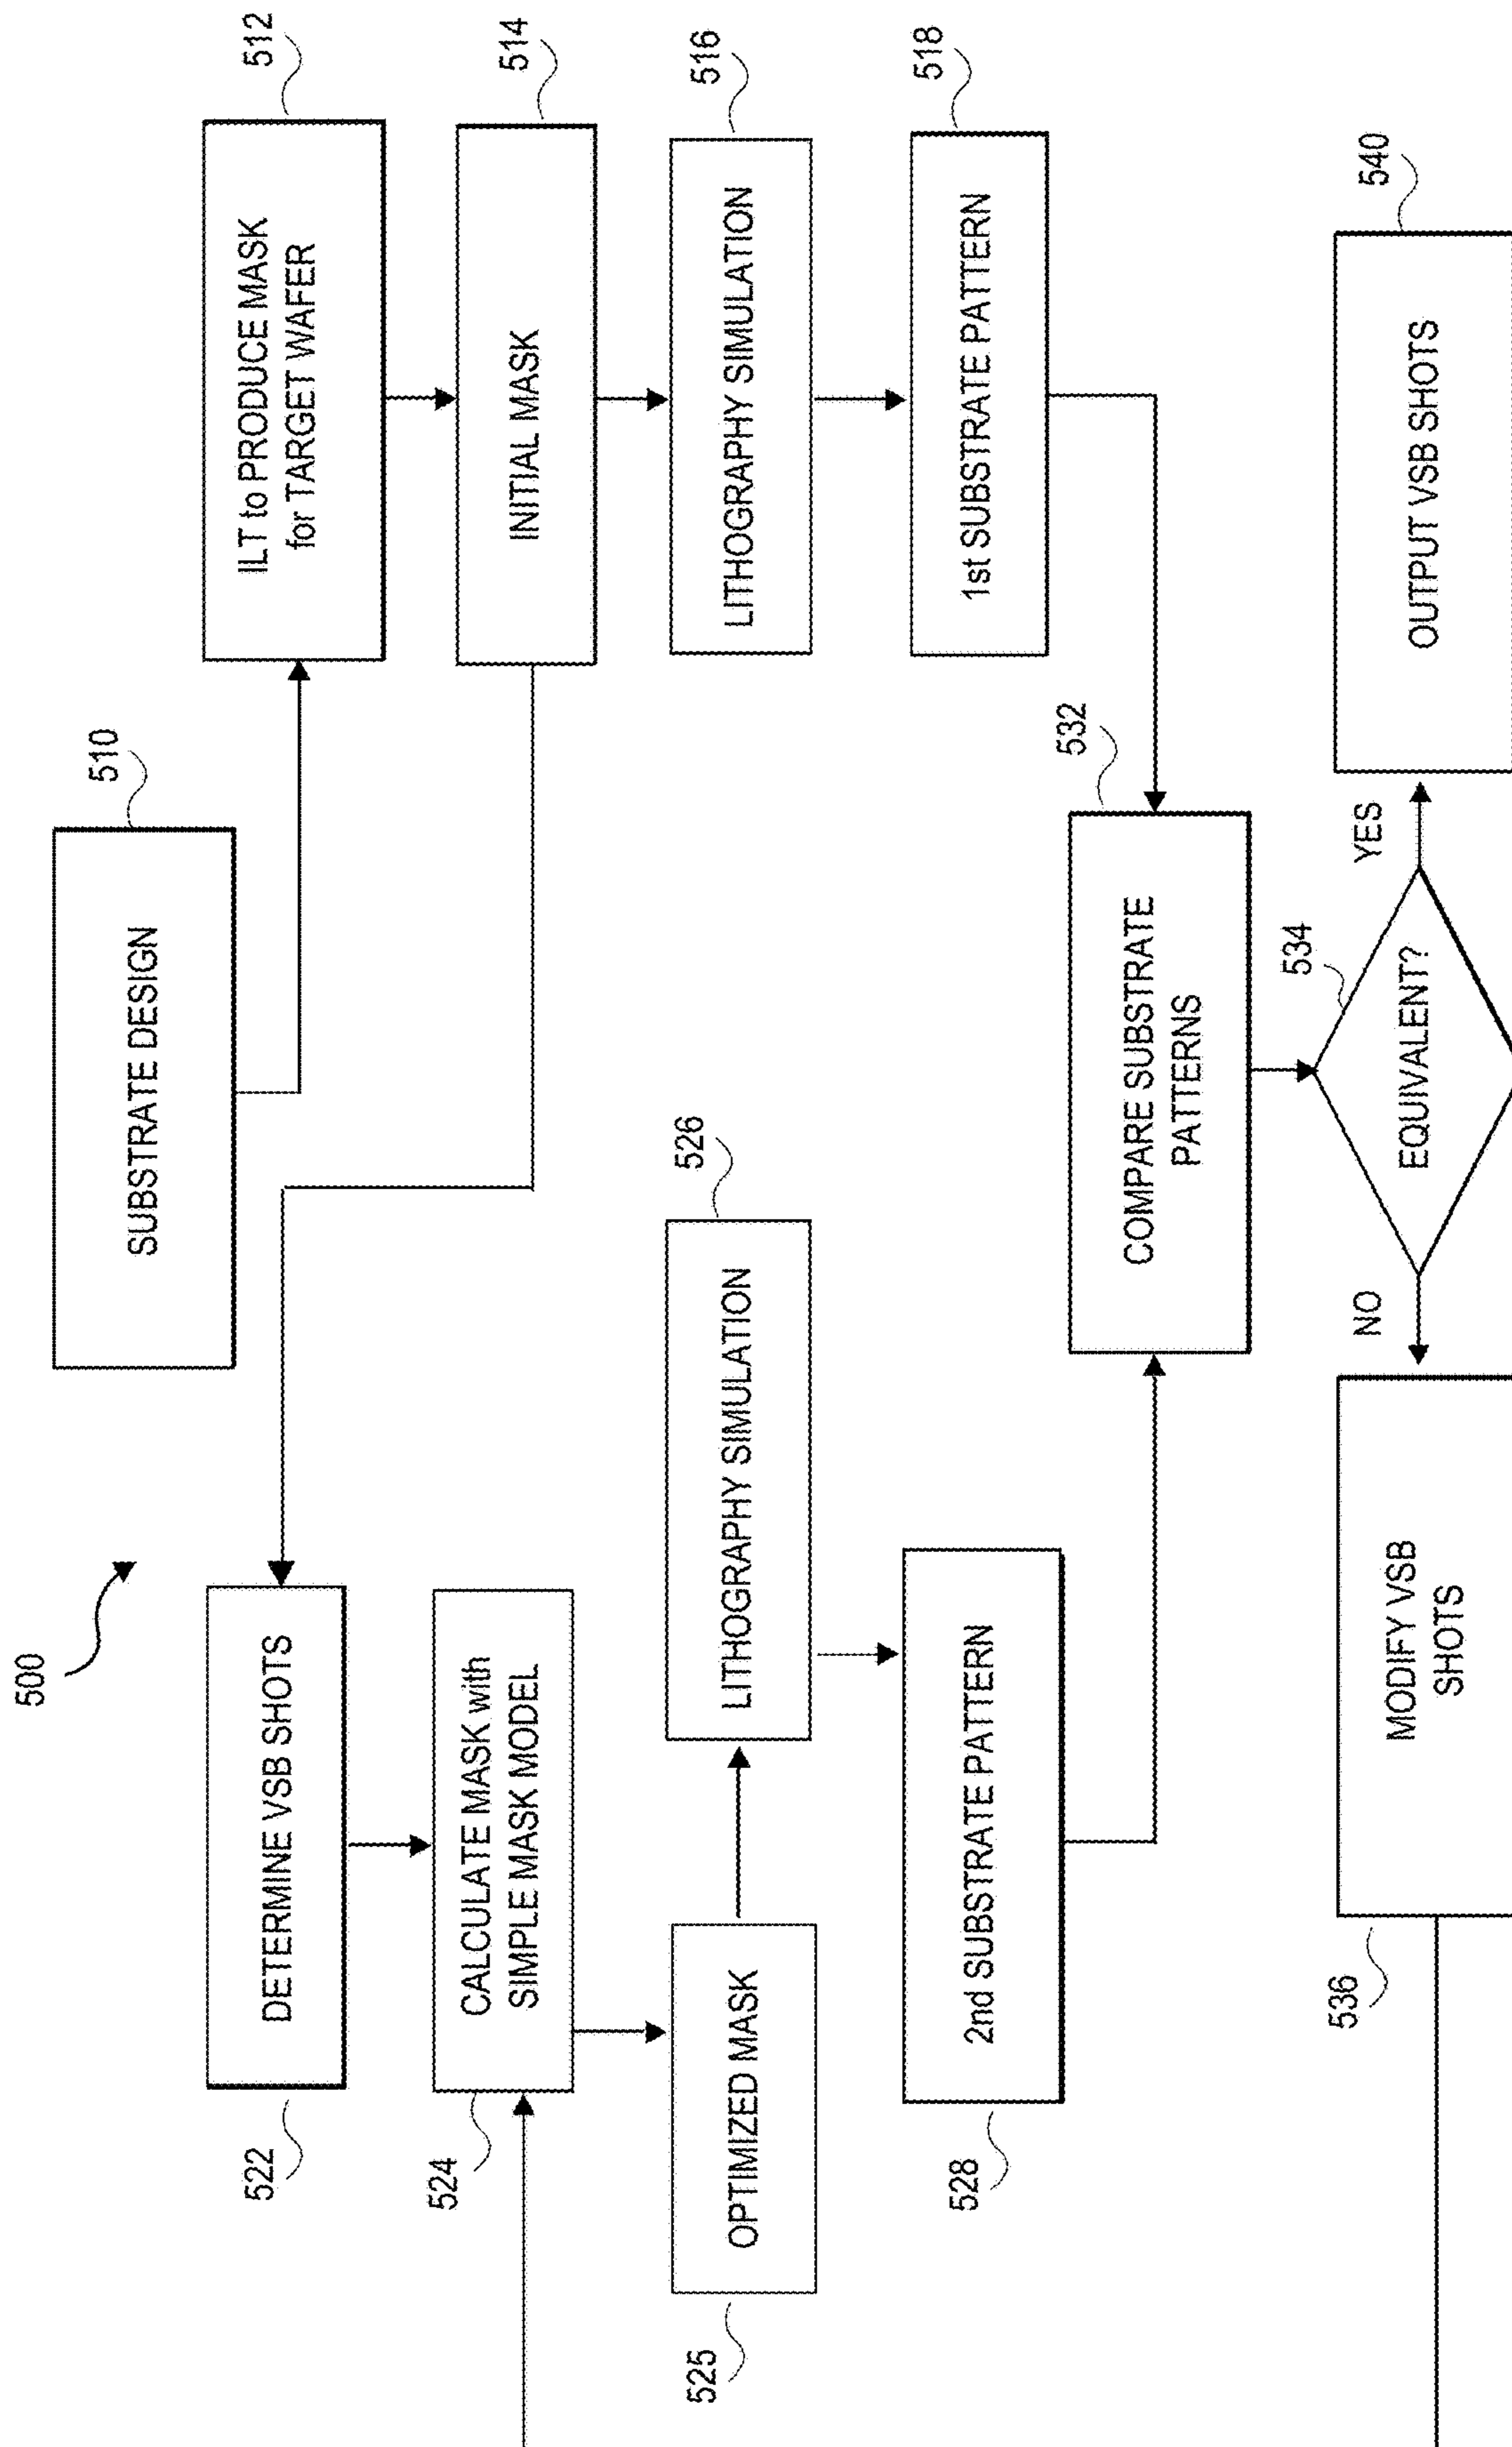 500
510
SUBSTRATE DESIGN
512
ILT to PRODUCE MASK
for TARGET WAFER
522
DETERMINE VSB SHOTS
514
INITIAL MASK
524
CALCULATE MASK with
SIMPLE MASK MODEL
516
LITHOGRAPHY SIMULATION
525
OPTIMIZED MASK
526
LITHOGRAPHY SIMULATION
518
1st SUBSTRATE PATTERN
528
2nd SUBSTRATE PATTERN
532
COMPARE SUBSTRATE
PATTERNS
534
EQUIVALENT?
NO
YES
536
MODIFY VSB
SHOTS
540
OUTPUT VSB SHOTS